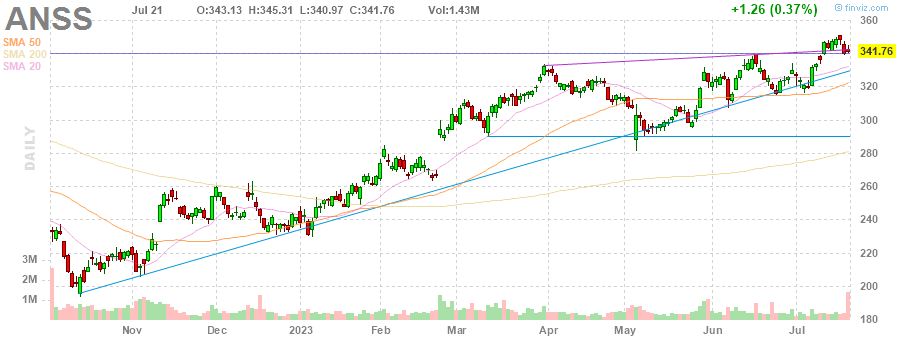 ANSS Jul 21 O:343.13 H:345.31 L:340.97 C:341.76 Vol:1.43M +1.26 (0.37%) © finviz.com
SMA 50
SMA 200
SMA 20
DAILY
360
341.76
320
300
280
260
240
220
200
180
3M
2M
1M
Nov Dec 2023 Feb Mar Apr May Jun Jul